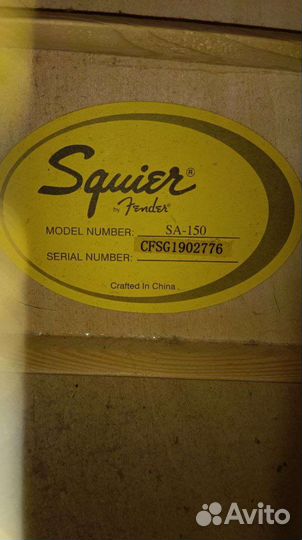 Squier®
by Fender®
MODEL NUMBER: SA-150
SERIAL NUMBER: CFSG1902776
Crafted In China
Avito